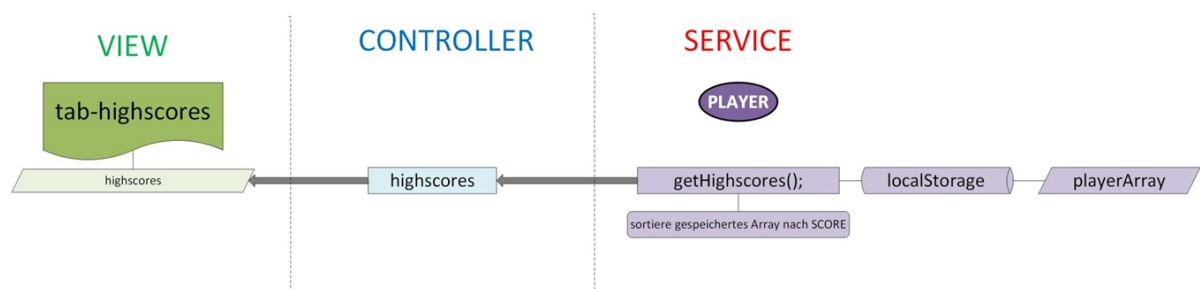 VIEW
CONTROLLER
SERVICE
tab-highscores
PLAYER
highscores
highscores
getHighscores();
localStorage
playerArray
sortiere gespeichertes Array nach SCORE